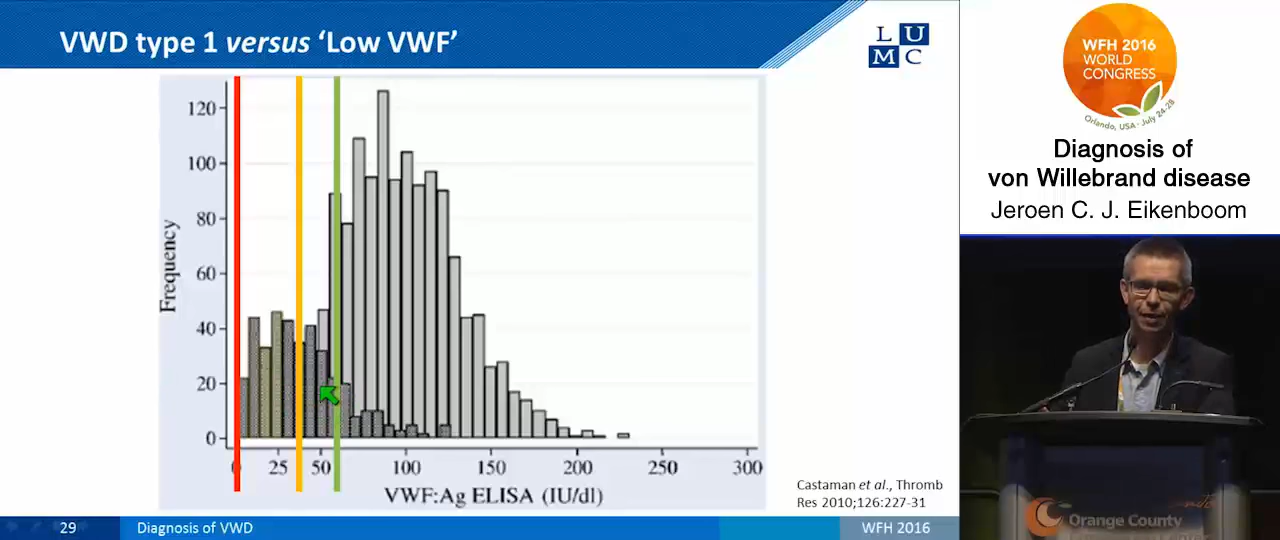 VWD type 1 versus ‘Low VWF’
L U
M C
120
100
80
60
40
20
0
Frequency
0 25 50 100 150 200 250 300
VWF:Ag ELISA (IU/dl)
Castaman et al., Thromb
Res 2010;126:227-31
29 Diagnosis of VWD WFH 2016
WFH 2016
WORLD
CONGRESS
Orlando, USA · July 24-28
Diagnosis of
von Willebrand disease
Jeroen C. J. Eikenboom
Orange County